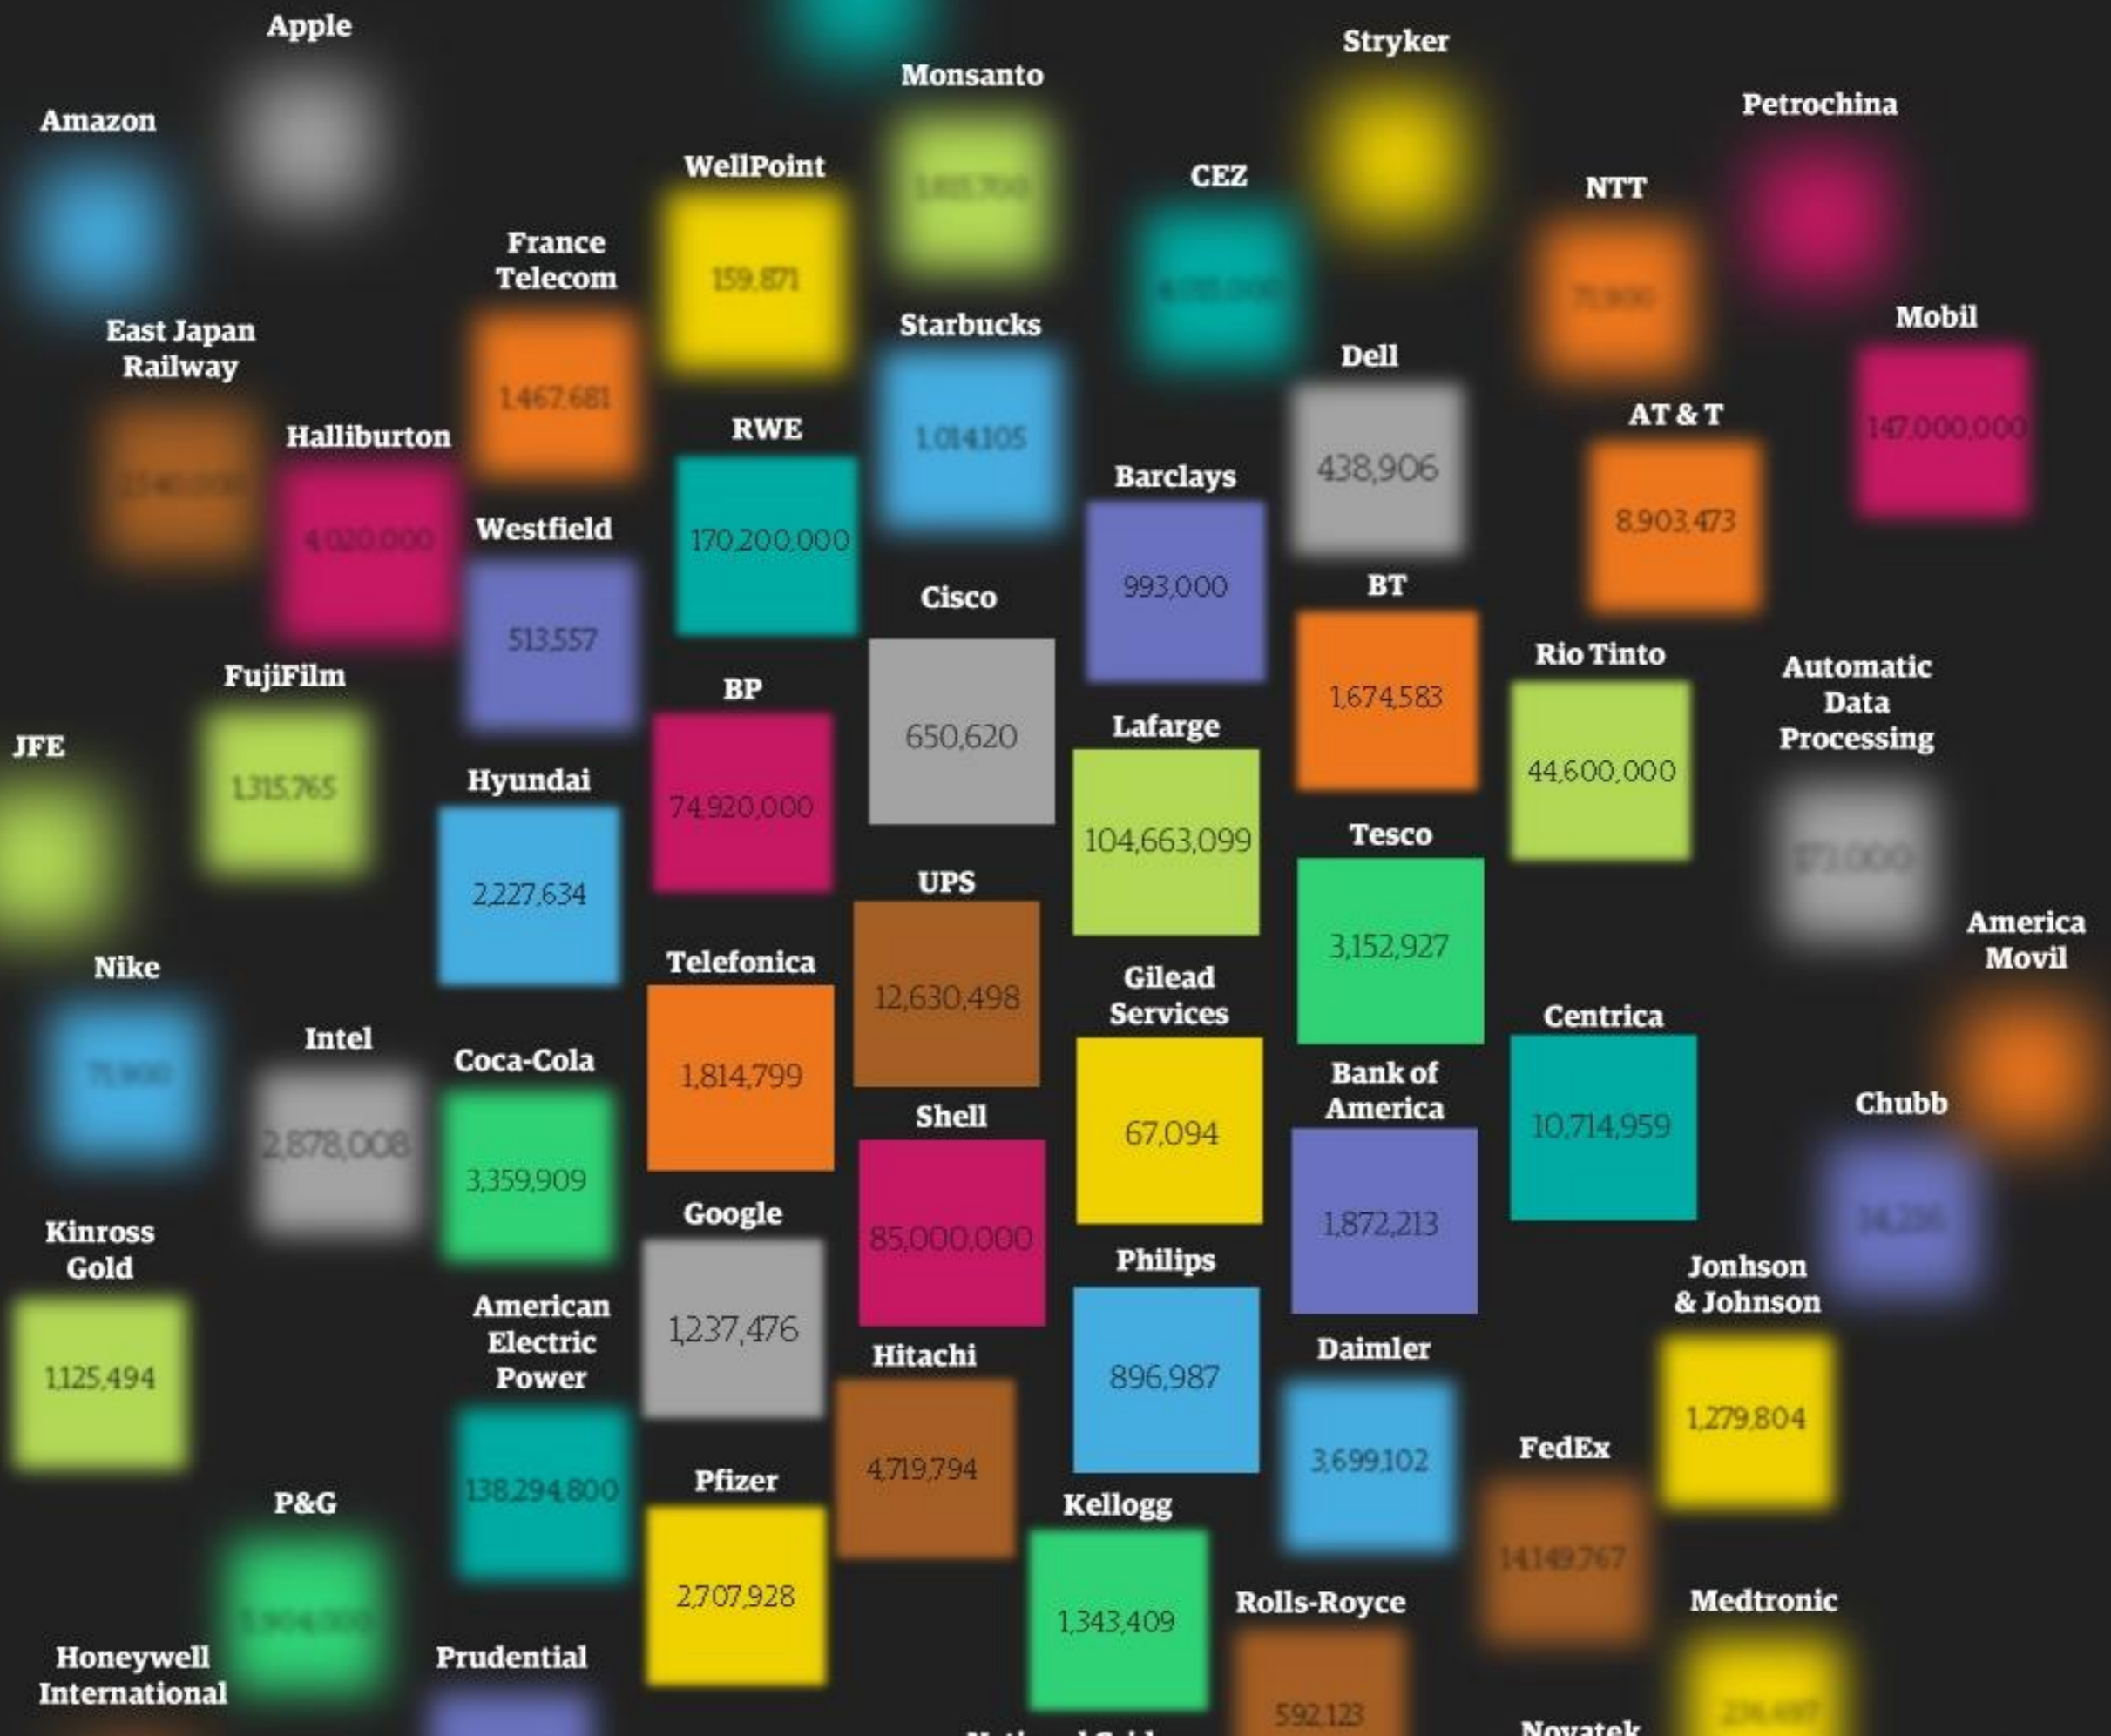 Apple
Stryker
Monsanto
Petrochina
Amazon
WellPoint
CEZ
NTT
France
Telecom
159,871
Mobil
Starbucks
East Japan
Railway
Dell
1,467,681
AT & T
147,000,000
RWE
Halliburton
1,014,105
438,906
Barclays
8,903,473
Westfield
4,020,000
170,200,000
993,000
BT
Cisco
513,557
Rio Tinto
Automatic
Data
Processing
FujiFilm
BP
1,674,583
Lafarge
650,620
JFE
44,600,000
Hyundai
1,315,765
74,920,000
104,663,099
Tesco
UPS
2,227,634
America
Movil
3,152,927
Nike
Telefonica
Gilead
Services
12,630,498
Centrica
Intel
Coca-Cola
1,814,799
Bank of
America
Chubb
Shell
67,094
10,714,959
2,878,008
3,359,909
Google
1,872,213
Kinross
Gold
85,000,000
Philips
Jonhson
& Johnson
American
Electric
Power
1,237,476
Hitachi
Daimler
1,125,494
896,987
1,279,804
FedEx
3,699,102
4,719,794
138,294,800
Pfizer
P&G
Kellogg
14,149,767
2,707,928
Rolls-Royce
Medtronic
1,343,409
Honeywell
International
Prudential
592,123
Novatek